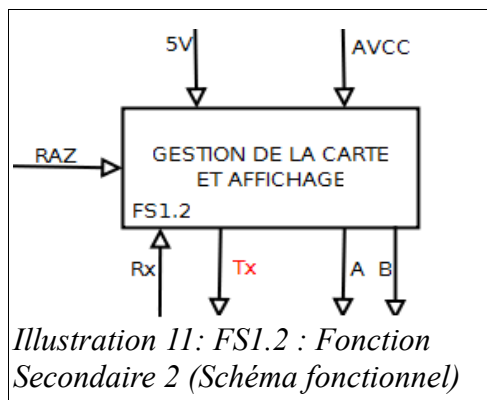 5V
AVCC
RAZ
GESTION DE LA CARTE
ET AFFICHAGE
FS1.2
Rx
Tx
A
B
Illustration 11: FS1.2 : Fonction
Secondaire 2 (Schéma fonctionnel)